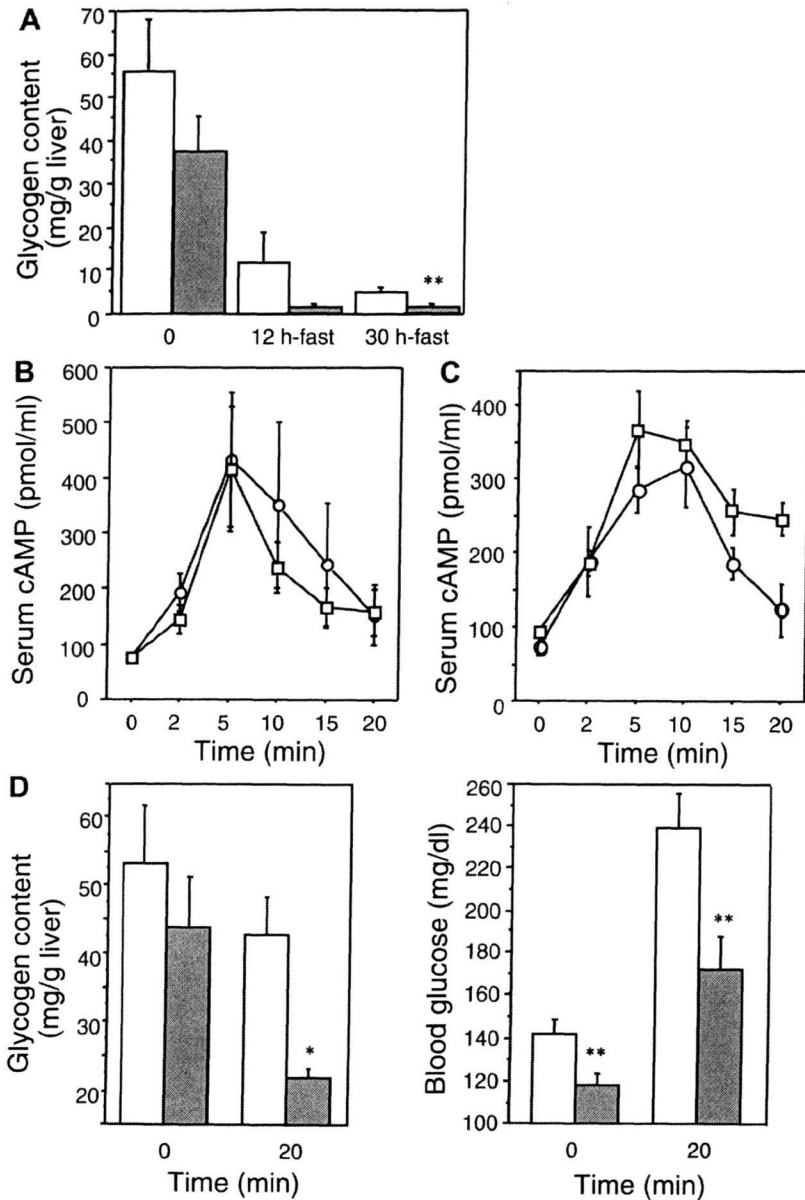 A
70
60
50
40
30
20
10
0
Glycogen content
(mg/g liver)
**
0 12 h-fast 30 h-fast
B
600
500
400
300
200
100
0
Serum cAMP (pmol/ml)
0 2 5 10 15 20
Time (min)
C
400
300
200
100
0
Serum cAMP (pmol/ml)
0 2 5 10 15 20
Time (min)
D
60
50
40
30
20
Glycogen content
(mg/g liver)
*
0 20
Time (min)
260
240
220
200
180
160
140
120
100
Blood glucose (mg/dl)
**
**
0 20
Time (min)